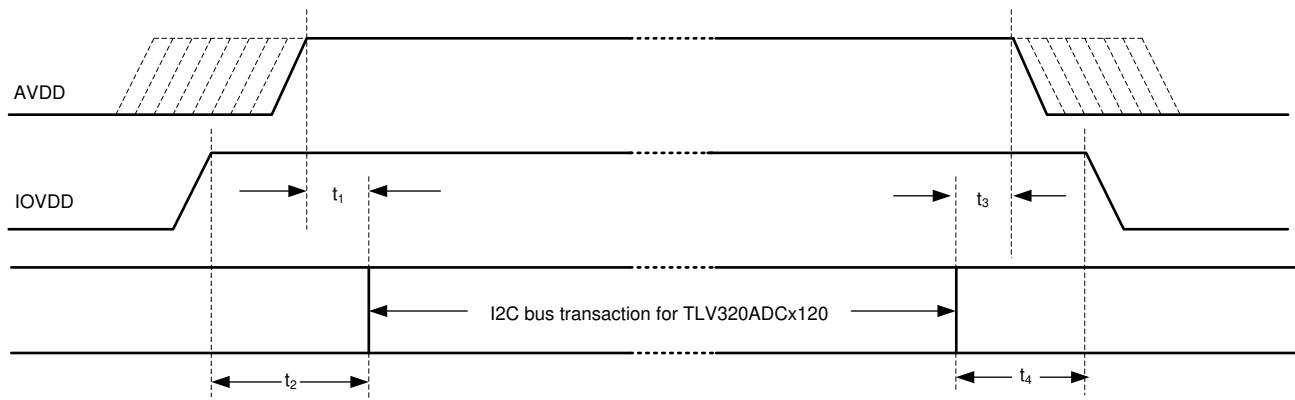 AVDD
IOVDD
t1
t3
I2C bus transaction for TLV320ADCx120
t2
t4